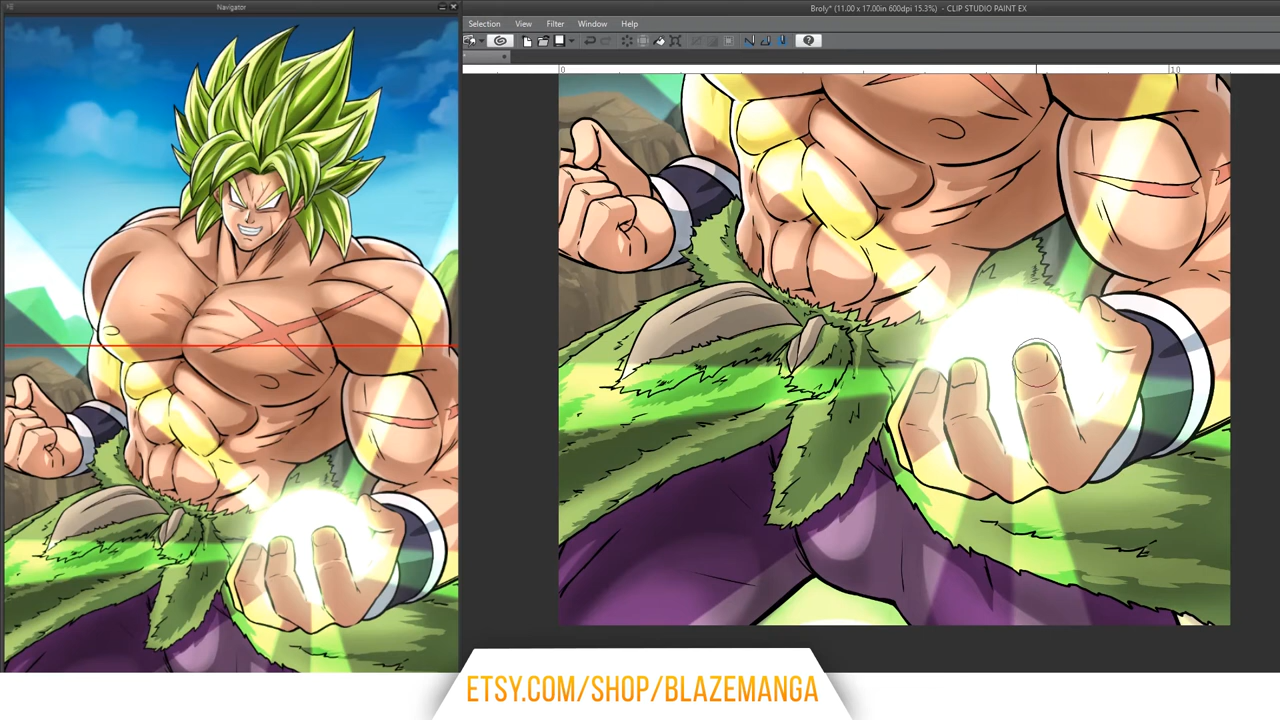 Navigator
Broly* (11.00 x 17.00in 600dpi 15.3%) - CLIP STUDIO PAINT EX
Selection View Filter Window Help
0 10
ETSY.COM/SHOP/BLAZEMANGA